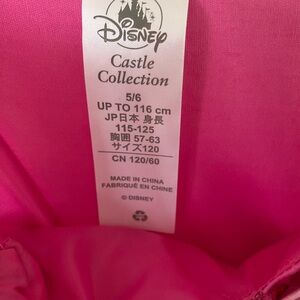 Disney
Castle
Collection
5/6
UP TO 116 cm
JP日本 身長
115-125
胸囲 57-63
サイズ120
CN 120/60
MADE IN CHINA
FABRIQUÉ EN CHINE
© DISNEY